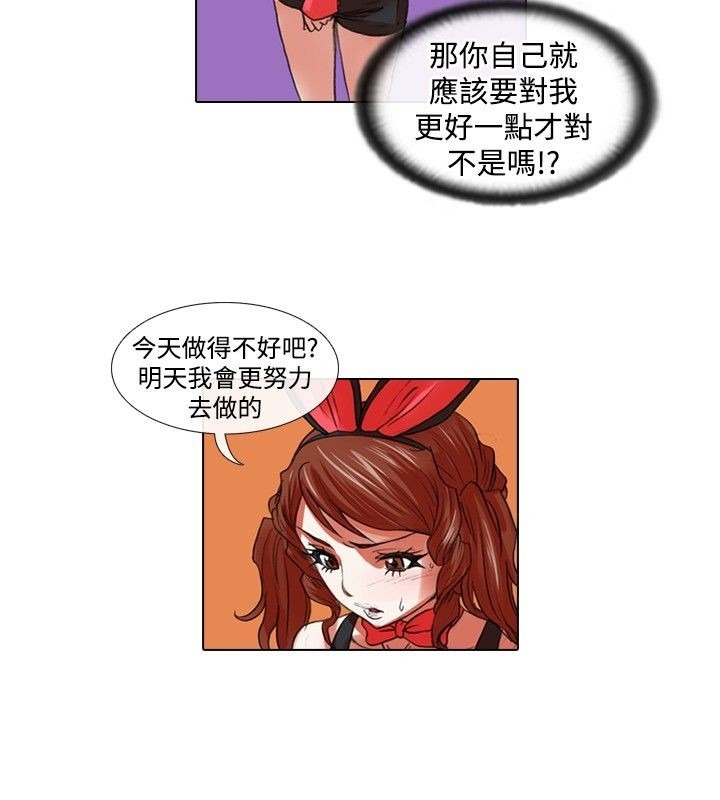 那你自己就
應該要對我
更好一點才對
不是嗎!?
今天做得不好吧?
明天我會更努力
去做的